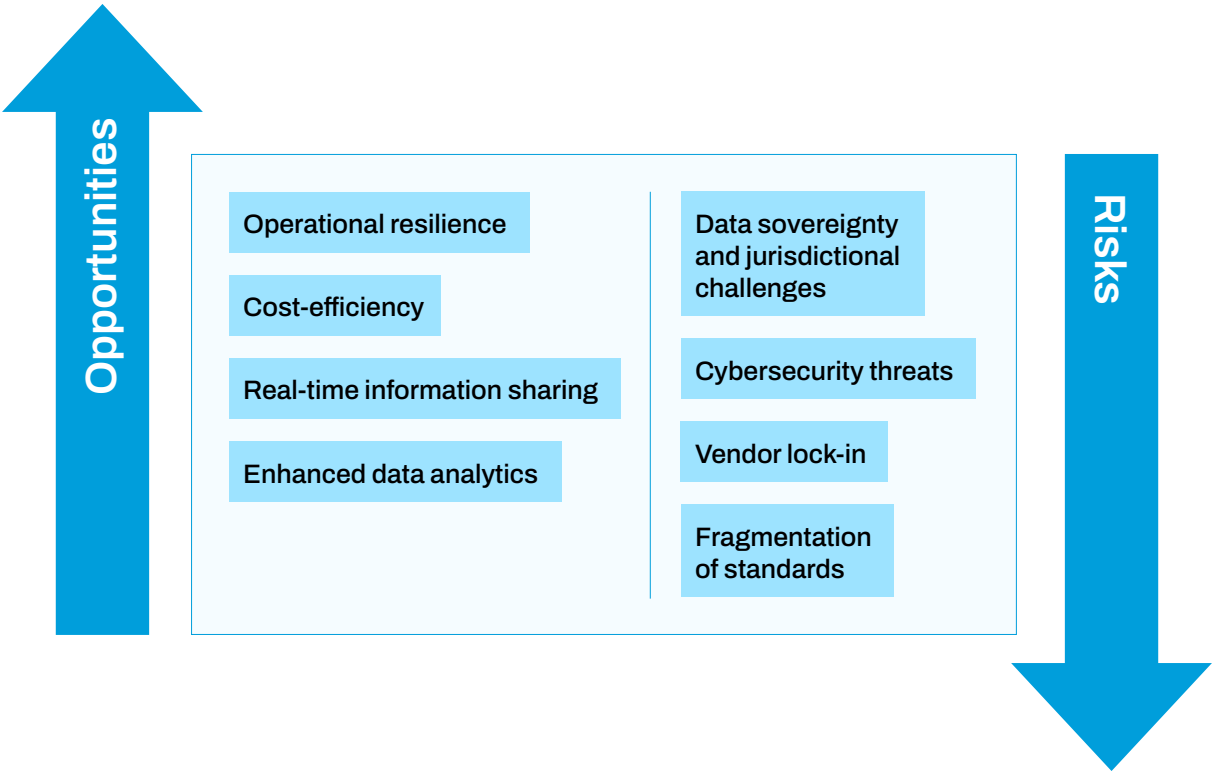 Opportunities
Operational resilience
Cost-efficiency
Real-time information sharing
Enhanced data analytics
Data sovereignty
and jurisdictional
challenges
Cybersecurity threats
Vendor lock-in
Fragmentation
of standards
Risks